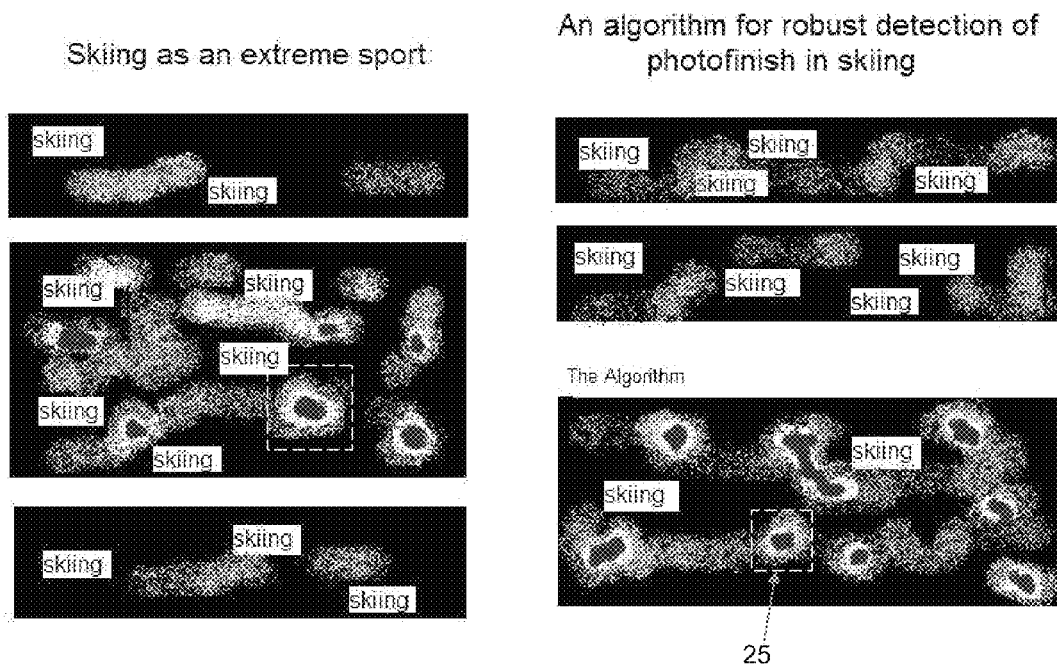 Skiing as an extreme sport
skiing
skiing
skiing
skiing
skiing
skiing
skiing
skiing
skiing
skiing
An algorithm for robust detection of
photofinish in skiing
skiing
skiing
skiing
skiing
skiing
skiing
skiing
skiing
The Algorithm
skiing
skiing
25